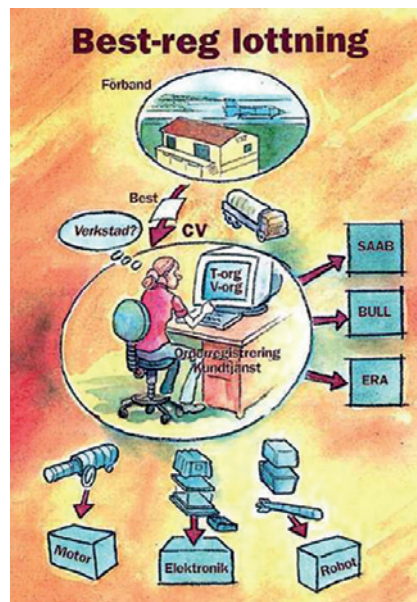 Best-reg lottning
Förband
Best
CV
Verkstad?
T-org
V-org
Orderregistrering
Kundtjänst
SAAB
BULL
ERA
Motor
Elektronik
Robot